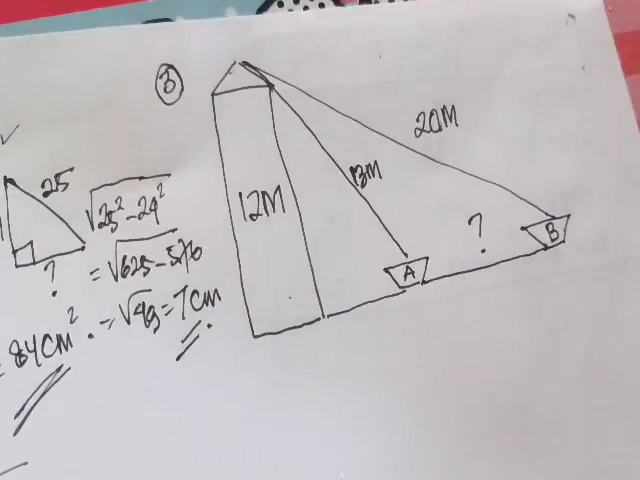 3
20M
25
√25²-24²
13M
12M
?
B
?
=√625-576
A
=84cm². =√49=7cm